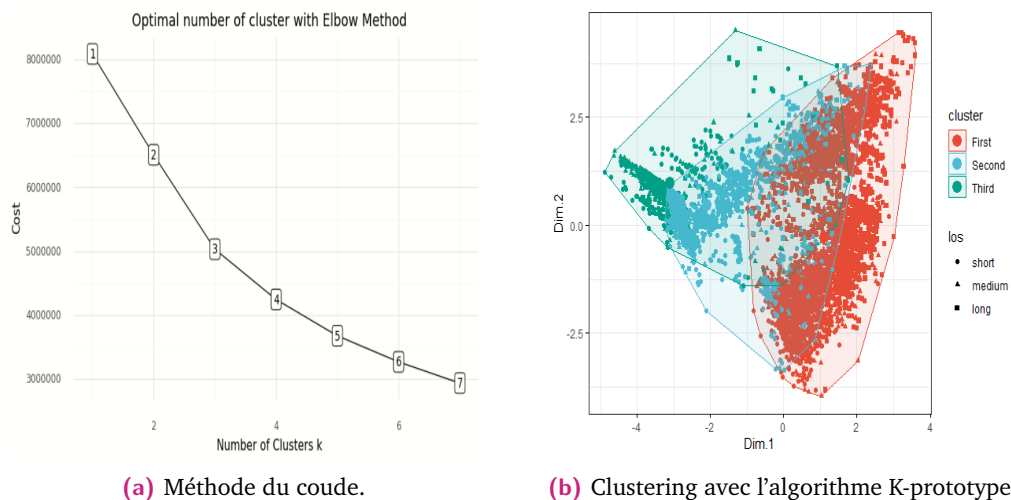 Optimal number of cluster with Elbow Method
Cost
8000000
7000000
6000000
5000000
4000000
3000000
1
2
3
4
5
6
7
2 4 6
Number of Clusters k
(a) Méthode du coude.
Dim.2
2.5
0.0
-2.5
-4 -2 0 2 4
Dim.1
cluster
First
Second
Third
los
short
medium
long
(b) Clustering avec l'algorithme K-prototype